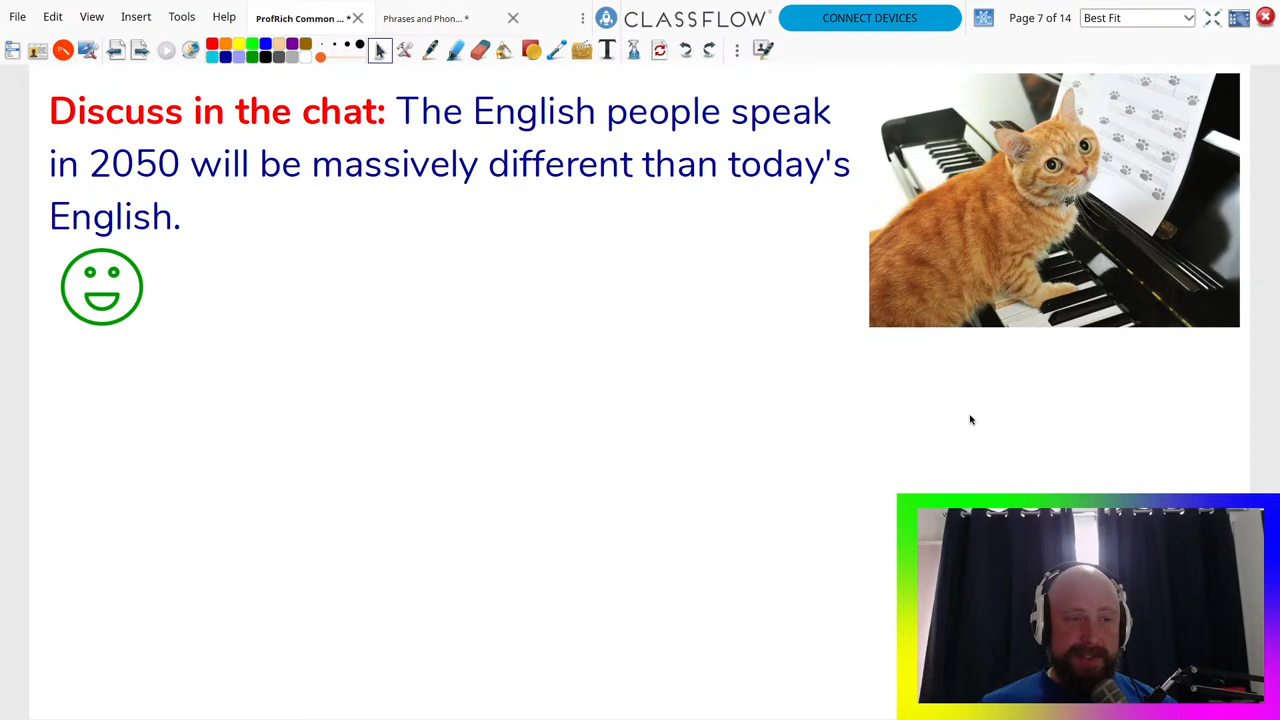 File Edit View Insert Tools Help ProfRich Common ... * Phrases and Phon... * CLASSFLOW CONNECT DEVICES Page 7 of 14 Best Fit
T
Discuss in the chat: The English people speak
in 2050 will be massively different than today's
English.